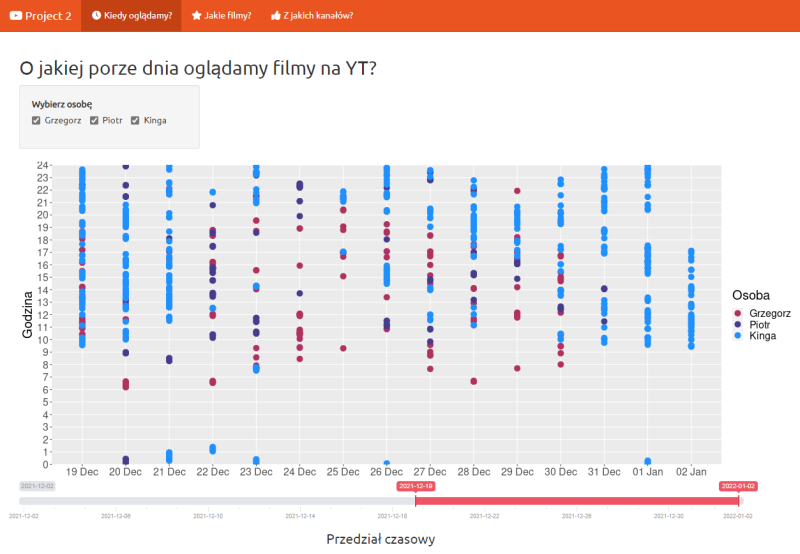 Project 2 Kiedy oglądamy? Jakie filmy? Z jakich kanałów?
O jakiej porze dnia oglądamy filmy na YT?
Wybierz osobę
Grzegorz Piotr Kinga
24
23
22
21
20
19
18
17
16
15
14
13
12
11
10
9
8
7
6
5
4
3
2
1
0
Godzina
19 Dec 20 Dec 21 Dec 22 Dec 23 Dec 24 Dec 25 Dec 26 Dec 27 Dec 28 Dec 29 Dec 30 Dec 31 Dec 01 Jan 02 Jan
Osoba
Grzegorz
Piotr
Kinga
2021-12-02 2021-12-19 2022-01-02
2021-12-02 2021-12-06 2021-12-10 2021-12-14 2021-12-22 2021-12-26 2021-12-30 2022-01-02
Przedział czasowy